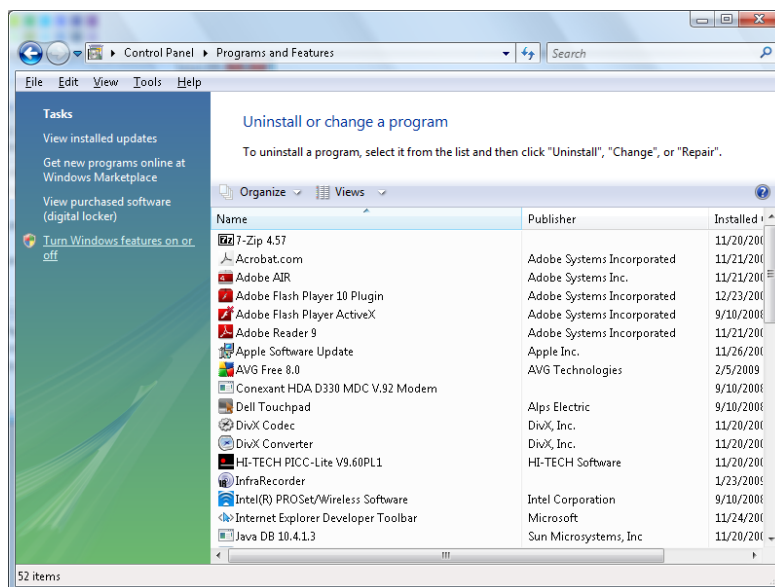 Control Panel Programs and Features Search
File Edit View Tools Help
Tasks
View installed updates
Get new programs online at
Windows Marketplace
View purchased software
(digital locker)
Turn Windows features on or
off
Uninstall or change a program
To uninstall a program, select it from the list and then click "Uninstall", "Change", or "Repair".
Organize Views
Name Publisher Installed
7-Zip 4.57 11/20/200
Acrobat.com Adobe Systems Incorporated 11/21/200
Adobe AIR Adobe Systems Inc. 11/21/200
Adobe Flash Player 10 Plugin Adobe Systems Incorporated 12/23/200
Adobe Flash Player ActiveX Adobe Systems Incorporated 9/10/2008
Adobe Reader 9 Adobe Systems Incorporated 11/21/200
Apple Software Update Apple Inc. 11/26/200
AVG Free 8.0 AVG Technologies 2/5/2009
Conexant HDA D330 MDC V.92 Modem 9/10/2008
Dell Touchpad Alps Electric 9/10/2008
DivX Codec DivX, Inc. 11/20/200
DivX Converter DivX, Inc. 11/20/200
HI-TECH PICC-Lite V9.60PL1 HI-TECH Software 11/20/200
InfraRecorder 1/23/2009
Intel(R) PROSet/Wireless Software Intel Corporation 9/10/2008
Internet Explorer Developer Toolbar Microsoft 11/24/200
Java DB 10.4.1.3 Sun Microsystems, Inc 11/20/200
52 items